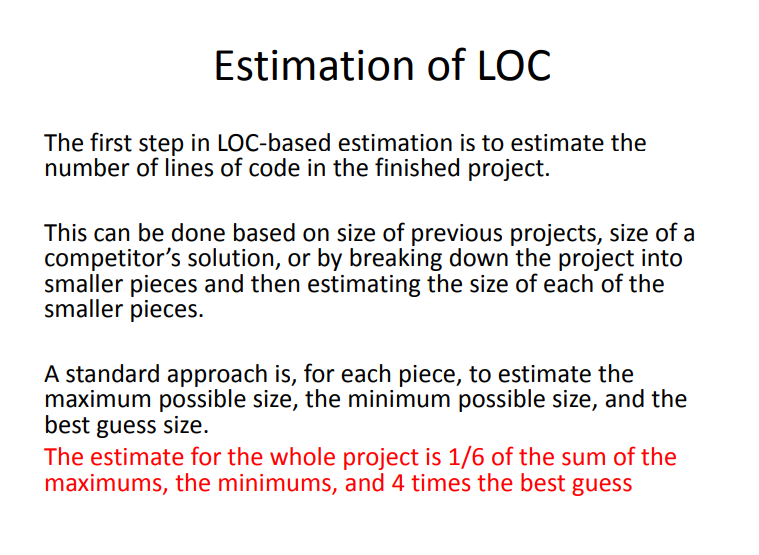 Estimation of LOC
The first step in LOC-based estimation is to estimate the
number of lines of code in the finished project.
This can be done based on size of previous projects, size of a
competitor’s solution, or by breaking down the project into
smaller pieces and then estimating the size of each of the
smaller pieces.
A standard approach is, for each piece, to estimate the
maximum possible size, the minimum possible size, and the
best guess size.
The estimate for the whole project is 1/6 of the sum of the
maximums, the minimums, and 4 times the best guess